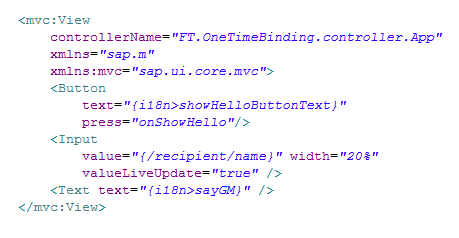 <mvc:View
controllerName="FT.OneTimeBinding.controller.App"
xmlns="sap.m"
xmlns:mvc="sap.ui.core.mvc">
<Button
text="{i18n>showHelloButtonText}"
press="onShowHello"/>
<Input
value="{/recipient/name}" width="20%"
valueLiveUpdate="true" />
<Text text="{i18n>sayGM}" />
</mvc:View>